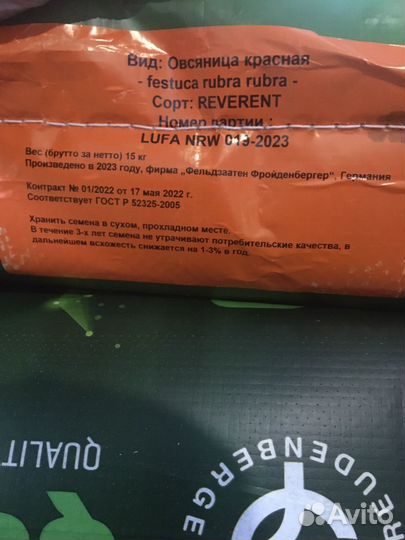 Вид: Овсяница красная
- festuca rubra rubra -
Сорт: REVERENT
Номер партии :
LUFA NRW 019-2023
Вес (брутто за нетто) 15 кг
Произведено в 2023 году, фирма „Фельдзаатен Фройденбергер", Германия
Контракт № 01/2022 от 17 мая 2022 г.
Соответствует ГОСТ Р 52325-2005
Хранить семена в сухом, прохладном месте.
В течение 3-х лет семена не утрачивают потребительские качества, в
дальнейшем всхожесть снижается на 1-3% в год.
QUALIT
REUDENBERGE
Avito